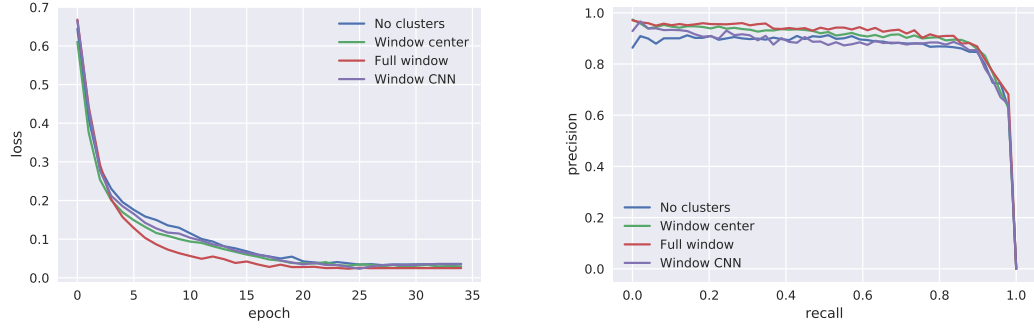 0.7
0.6
0.5
0.4
0.3
0.2
0.1
0.0
loss
0 5 10 15 20 25 30 35
epoch
No clusters
Window center
Full window
Window CNN
1.0
0.8
0.6
0.4
0.2
0.0
precision
0.0 0.2 0.4 0.6 0.8 1.0
recall
No clusters
Window center
Full window
Window CNN